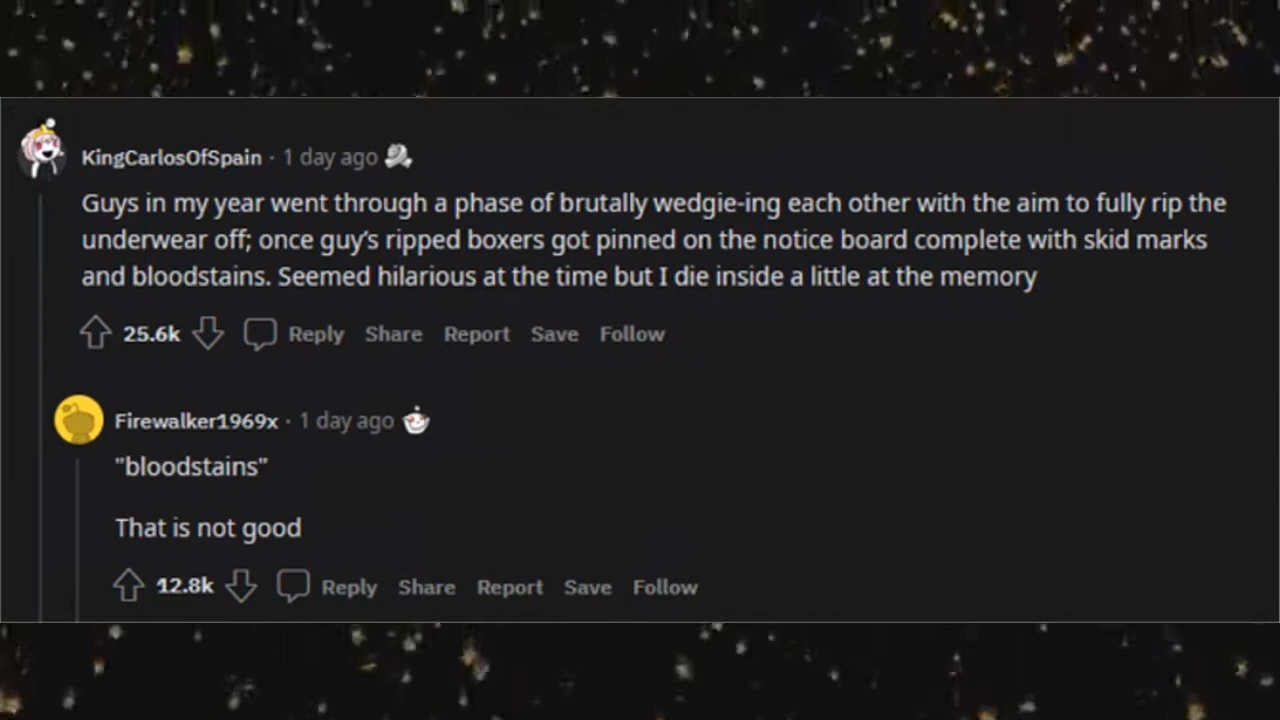 KingCarlosOfSpain · 1 day ago
Guys in my year went through a phase of brutally wedgie-ing each other with the aim to fully rip the
underwear off; once guy's ripped boxers got pinned on the notice board complete with skid marks
and bloodstains. Seemed hilarious at the time but I die inside a little at the memory
25.6k Reply Share Report Save Follow
Firewalker1969x · 1 day ago
"bloodstains"
That is not good
12.8k Reply Share Report Save Follow